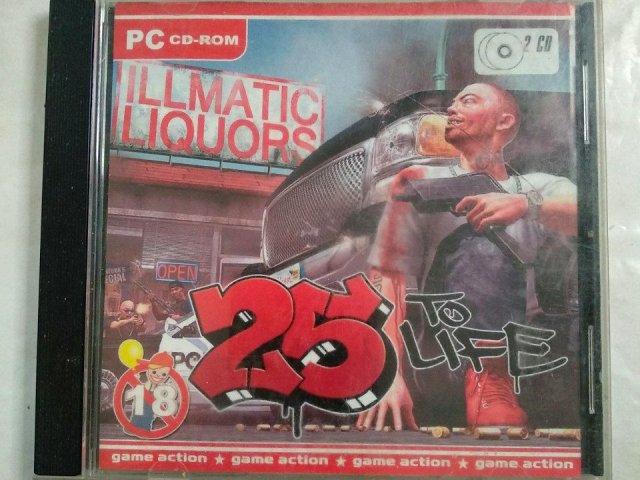 PC CD-ROM
2 CD
ILLMATIC
LIQUORS
OPEN
25
TO
LIFE
PO
18
game action ★ game action ★ game action ★ game action